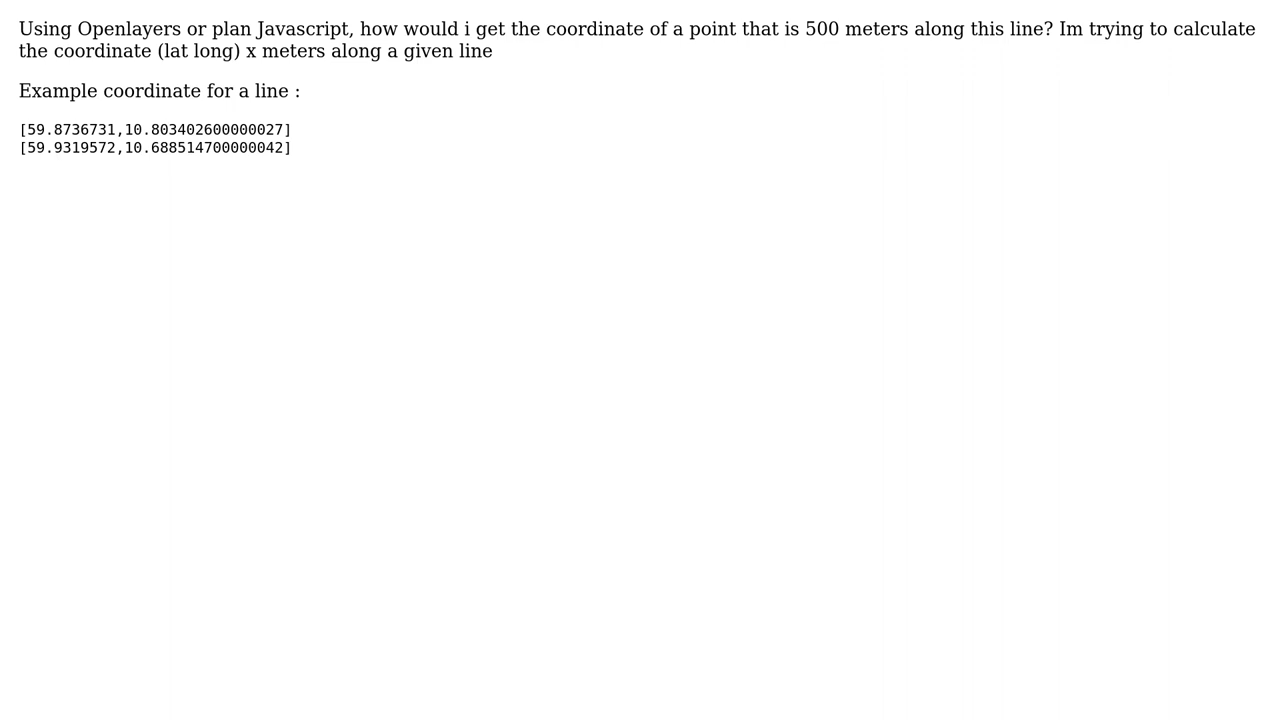 Using Openlayers or plan Javascript, how would i get the coordinate of a point that is 500 meters along this line? Im trying to calculate
the coordinate (lat long) x meters along a given line
Example coordinate for a line :
[59.8736731,10.803402600000027]
[59.9319572,10.688514700000042]